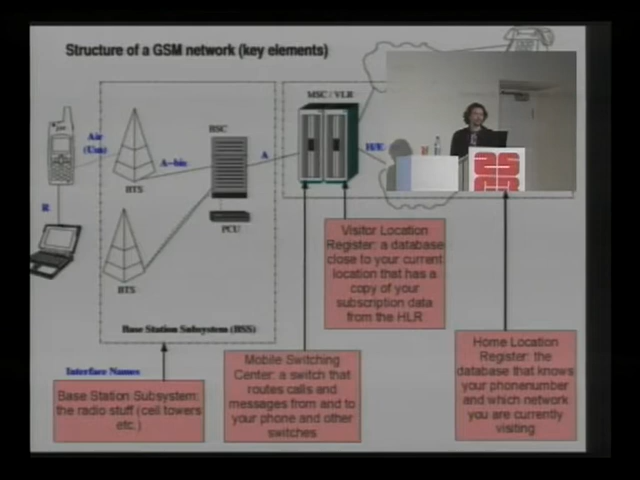 Structure of a GSM network (key elements)
MSC / VLR
BSC
Air
(Um)
A-bis
A
H/E
BTS
R
PCU
BTS
Base Station Subsystem (BSS)
Interface Names
Visitor Location
Register: a database
close to your current
location that has a
copy of your
subscription data
from the HLR
Home Location
Register: the
database that knows
your phonenumber
and which network
you are currently
visiting
Mobile Switching
Center: a switch that
routes calls and
messages from and to
your phone and other
switches
Base Station Subsystem:
the radio stuff (cell towers
etc.)